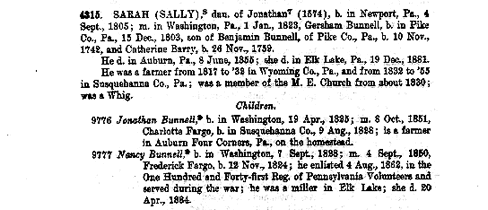 4315. SARAH (SALLY),⁸ dau. of Jonathan⁷ (1574), b. in Newport, Pa., 4
Sept., 1805; m. in Washington, Pa., 1 Jan., 1823, Gersham Bunnell, b. in Pike
Co., Pa., 15 Dec., 1803, son of Benjamin Bunnell, of Pike Co., Pa., b. 10 Nov.,
1742, and Catherine Barry, b. 26 Nov., 1759.
He d. in Auburn, Pa., 8 June, 1855; she d. in Elk Lake, Pa., 19 Dec., 1881.
He was a farmer from 1817 to '32 in Wyoming Co., Pa., and from 1832 to '55
in Susquehanna Co., Pa.; was a member of the M. E. Church from about 1830;
was a Whig.
Children.
9776 Jonathan Bunnell,⁹ b. in Washington, 19 Apr., 1825; m. 8 Oct., 1851,
Charlotte Fargo, b. in Susquehanna Co., 9 Aug., 1828; is a farmer
in Auburn Four Corners, Pa., on the homestead.
9777 Nancy Bunnell,⁹ b. in Washington, 7 Sept., 1828; m. 4 Sept., 1850,
Frederick Fargo, b. 12 Nov., 1824; he enlisted 4 Aug., 1862, in the
One Hundred and Forty-first Reg. of Pennsylvania Volunteers and
served during the war; he was a miller in Elk Lake; she d. 20
Apr., 1884.